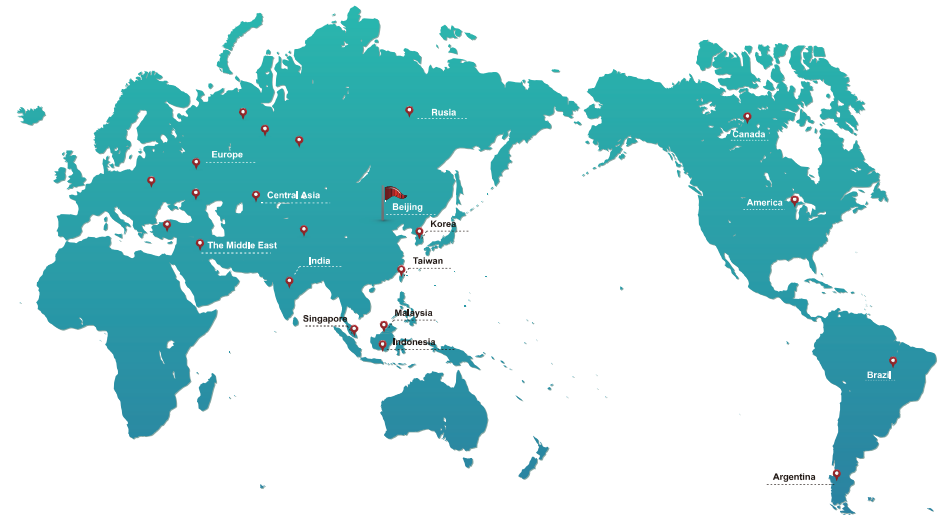 Rusia
Canada
Europe
Central Asia
America
Beijing
Korea
The Middle East
India
Taiwan
Malaysia
Singapore
Indonesia
Brazil
Argentina